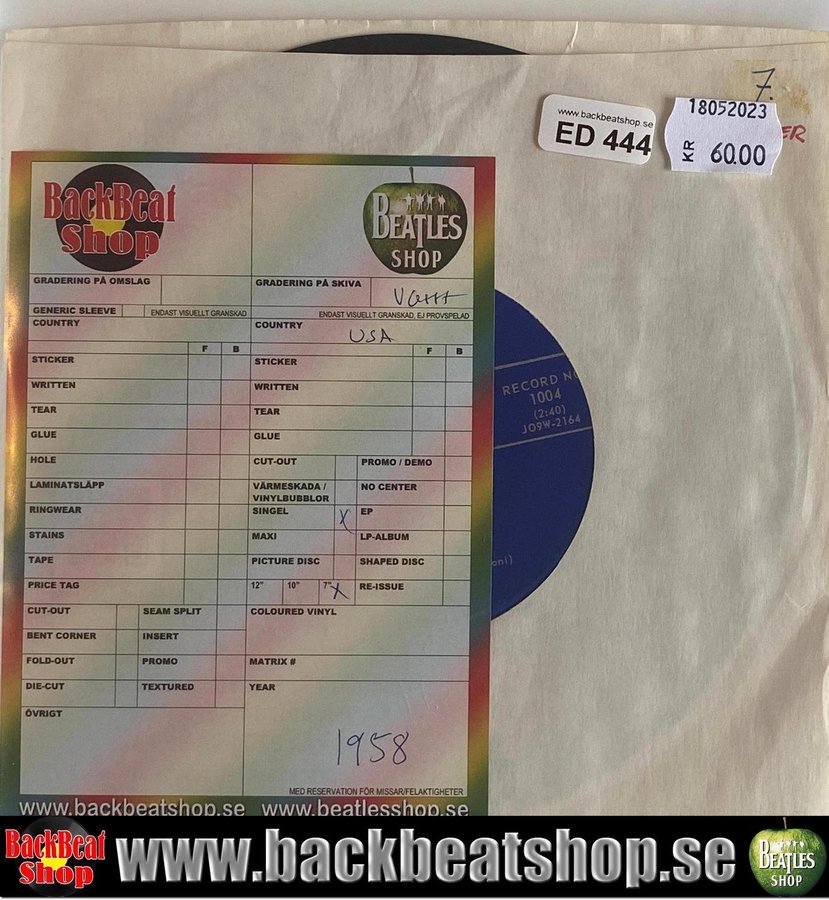 7.
www.backbeatshop.se
ED 444
18052023
KR 60.00
ER
BackBeat
Shop
BEATLES
SHOP
GRADERING PÅ OMSLAG
GRADERING PÅ SKIVA
GENERIC SLEEVE
ENDAST VISUELLT GRANSKAD
ENDAST VISUELLT GRANSKAD, EJ PROVSPELAD
COUNTRY
COUNTRY
USA
F B
F B
STICKER
STICKER
WRITTEN
WRITTEN
TEAR
TEAR
GLUE
GLUE
HOLE
CUT-OUT
PROMO / DEMO
LAMINATSLÄPP
VÄRMESKADA /
VINYLBUBBLOR
NO CENTER
RINGWEAR
SINGEL X
EP
STAINS
MAXI
LP-ALBUM
TAPE
PICTURE DISC
SHAPED DISC
PRICE TAG
12" 10" 7" X
RE-ISSUE
CUT-OUT
SEAM SPLIT
COLOURED VINYL
BENT CORNER
INSERT
FOLD-OUT
PROMO
MATRIX #
DIE-CUT
TEXTURED
YEAR
ÖVRIGT
1958
MED RESERVATION FÖR MISSAR/FELAKTIGHETER
www.backbeatshop.se www.beatlesshop.se
RECORD N
1004
(2:40)
JO9W-2164
oni)
BackBeat
Shop
www.backbeatshop.se
BEATLES
SHOP